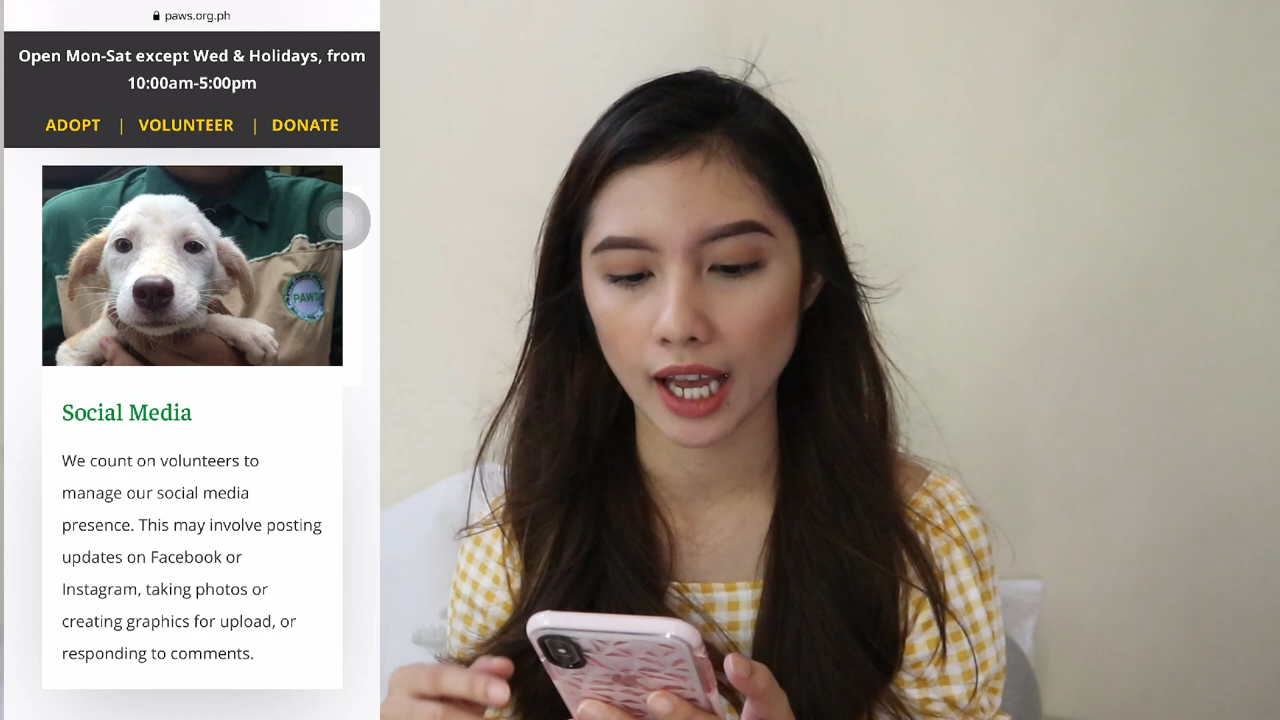 paws.org.ph
Open Mon-Sat except Wed & Holidays, from
10:00am-5:00pm
ADOPT | VOLUNTEER | DONATE
PAWS
Social Media
We count on volunteers to
manage our social media
presence. This may involve posting
updates on Facebook or
Instagram, taking photos or
creating graphics for upload, or
responding to comments.